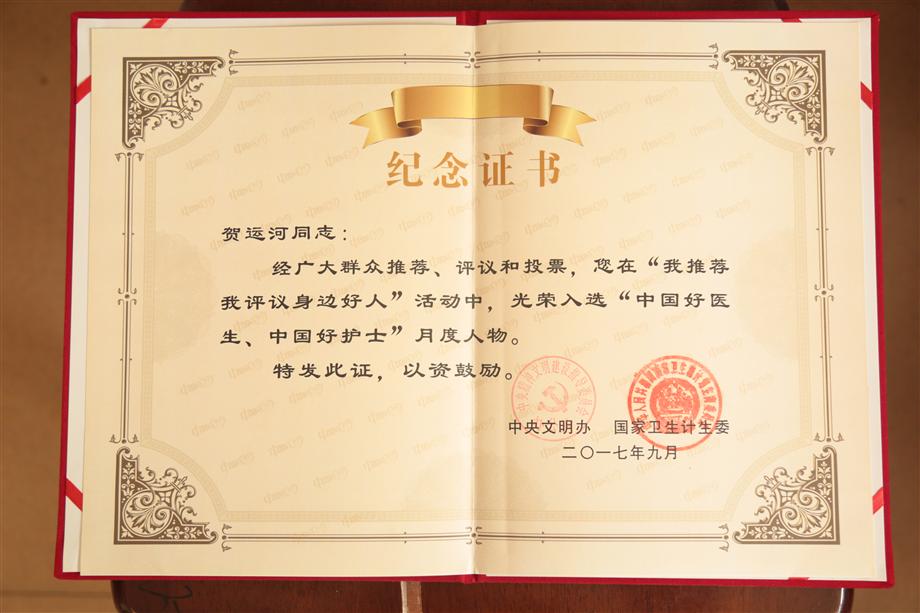 纪念证书
贺运河同志：
经广大群众推荐、评议和投票，您在“我推荐
我评议身边好人”活动中，光荣入选“中国好医
生、中国好护士”月度人物。
特发此证，以资鼓励。
中央文明办 国家卫生计生委
二〇一七年九月